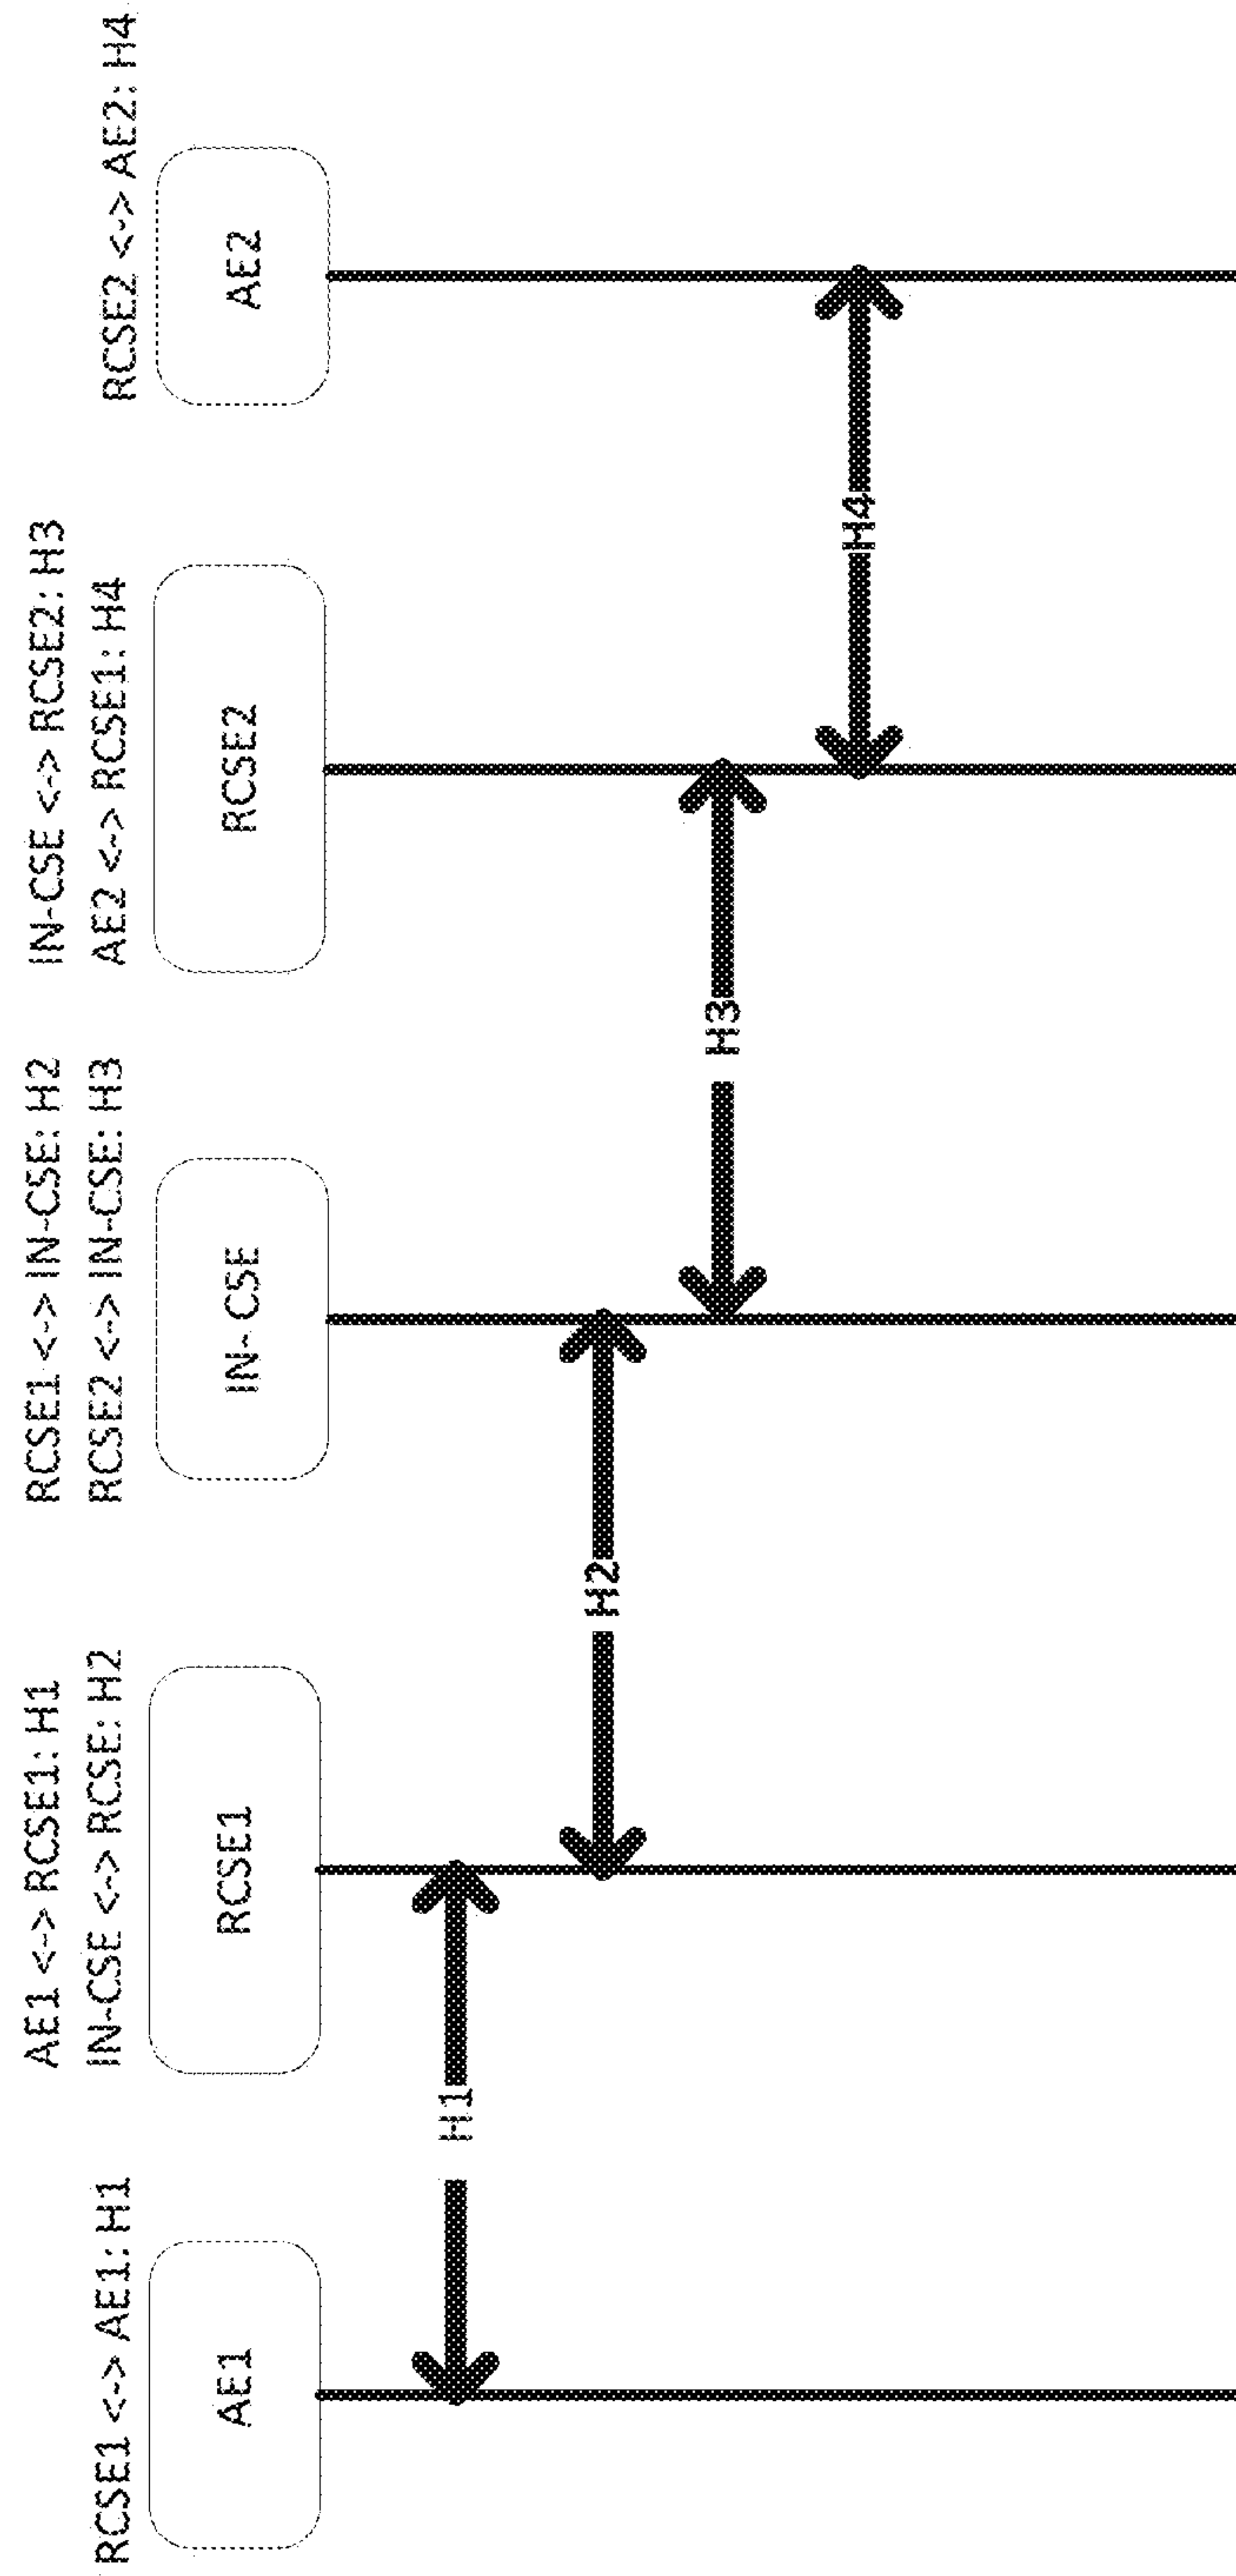 RCSE1 <-> AE1: H1
AE1 <-> RCSE1: H1
IN-CSE <-> RCSE: H2
RCSE1 <-> IN-CSE: H2
RCSE2 <-> IN-CSE: H3
IN-CSE <-> RCSE2: H3
AE2 <-> RCSE1: H4
RCSE2 <-> AE2: H4
AE1
RCSE1
IN- CSE
RCSE2
AE2
H1
H2
H3
H4